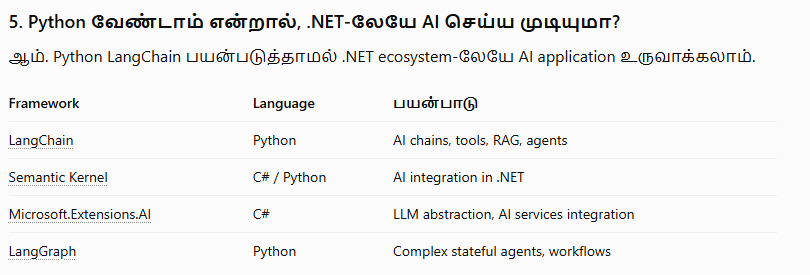 5. Python வேண்டாம் என்றால், .NET-லேயே AI செய்ய முடியுமா?
ஆம். Python LangChain பயன்படுத்தாமல் .NET ecosystem-லேயே AI application உருவாக்கலாம்.
Framework Language பயன்பாடு
LangChain Python AI chains, tools, RAG, agents
Semantic Kernel C# / Python AI integration in .NET
Microsoft.Extensions.AI C# LLM abstraction, AI services integration
LangGraph Python Complex stateful agents, workflows